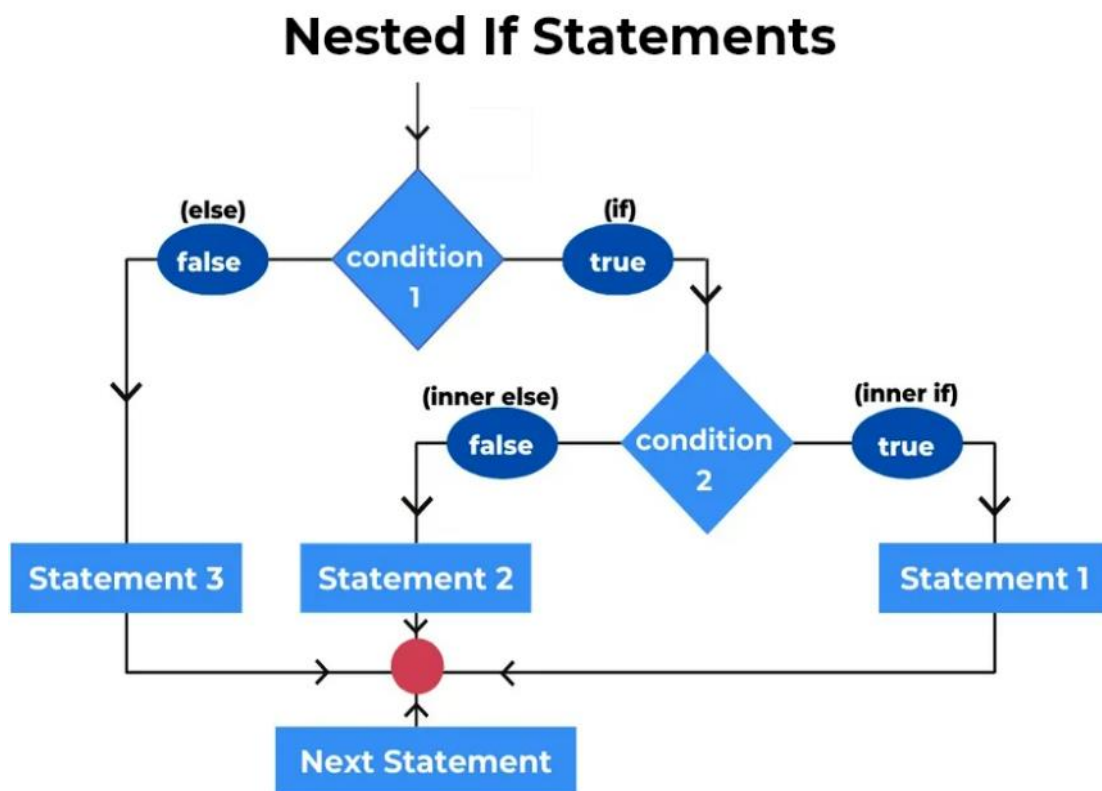 Nested If Statements
(else)
(if)
false
condition
1
true
(inner else)
(inner if)
false
condition
2
true
Statement 3
Statement 2
Statement 1
Next Statement